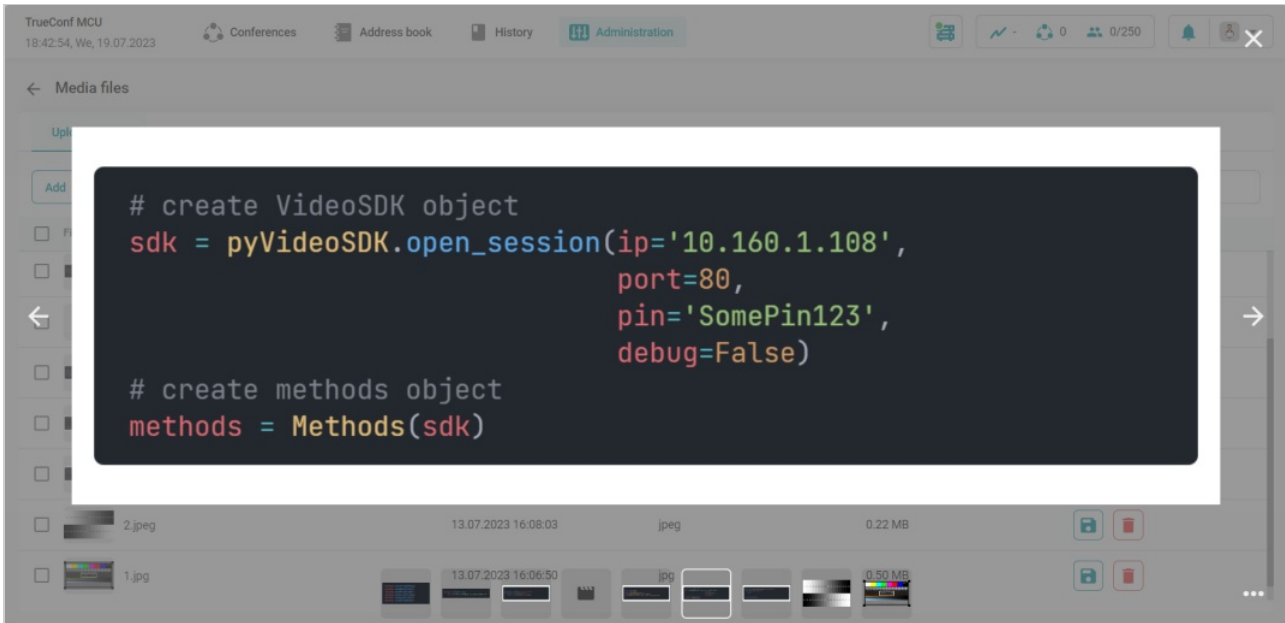 TrueConf MCU
18:42:54, We, 19.07.2023
Conferences
Address book
History
Administration
0
0/250
Media files
Upl
Add
# create VideoSDK object
sdk = pyVideoSDK.open_session(ip='10.160.1.108',
port=80,
pin='SomePin123',
debug=False)
# create methods object
methods = Methods(sdk)
2.jpeg 13.07.2023 16:08:03 jpeg 0.22 MB
1.jpg 13.07.2023 16:06:50 jpg 0.50 MB